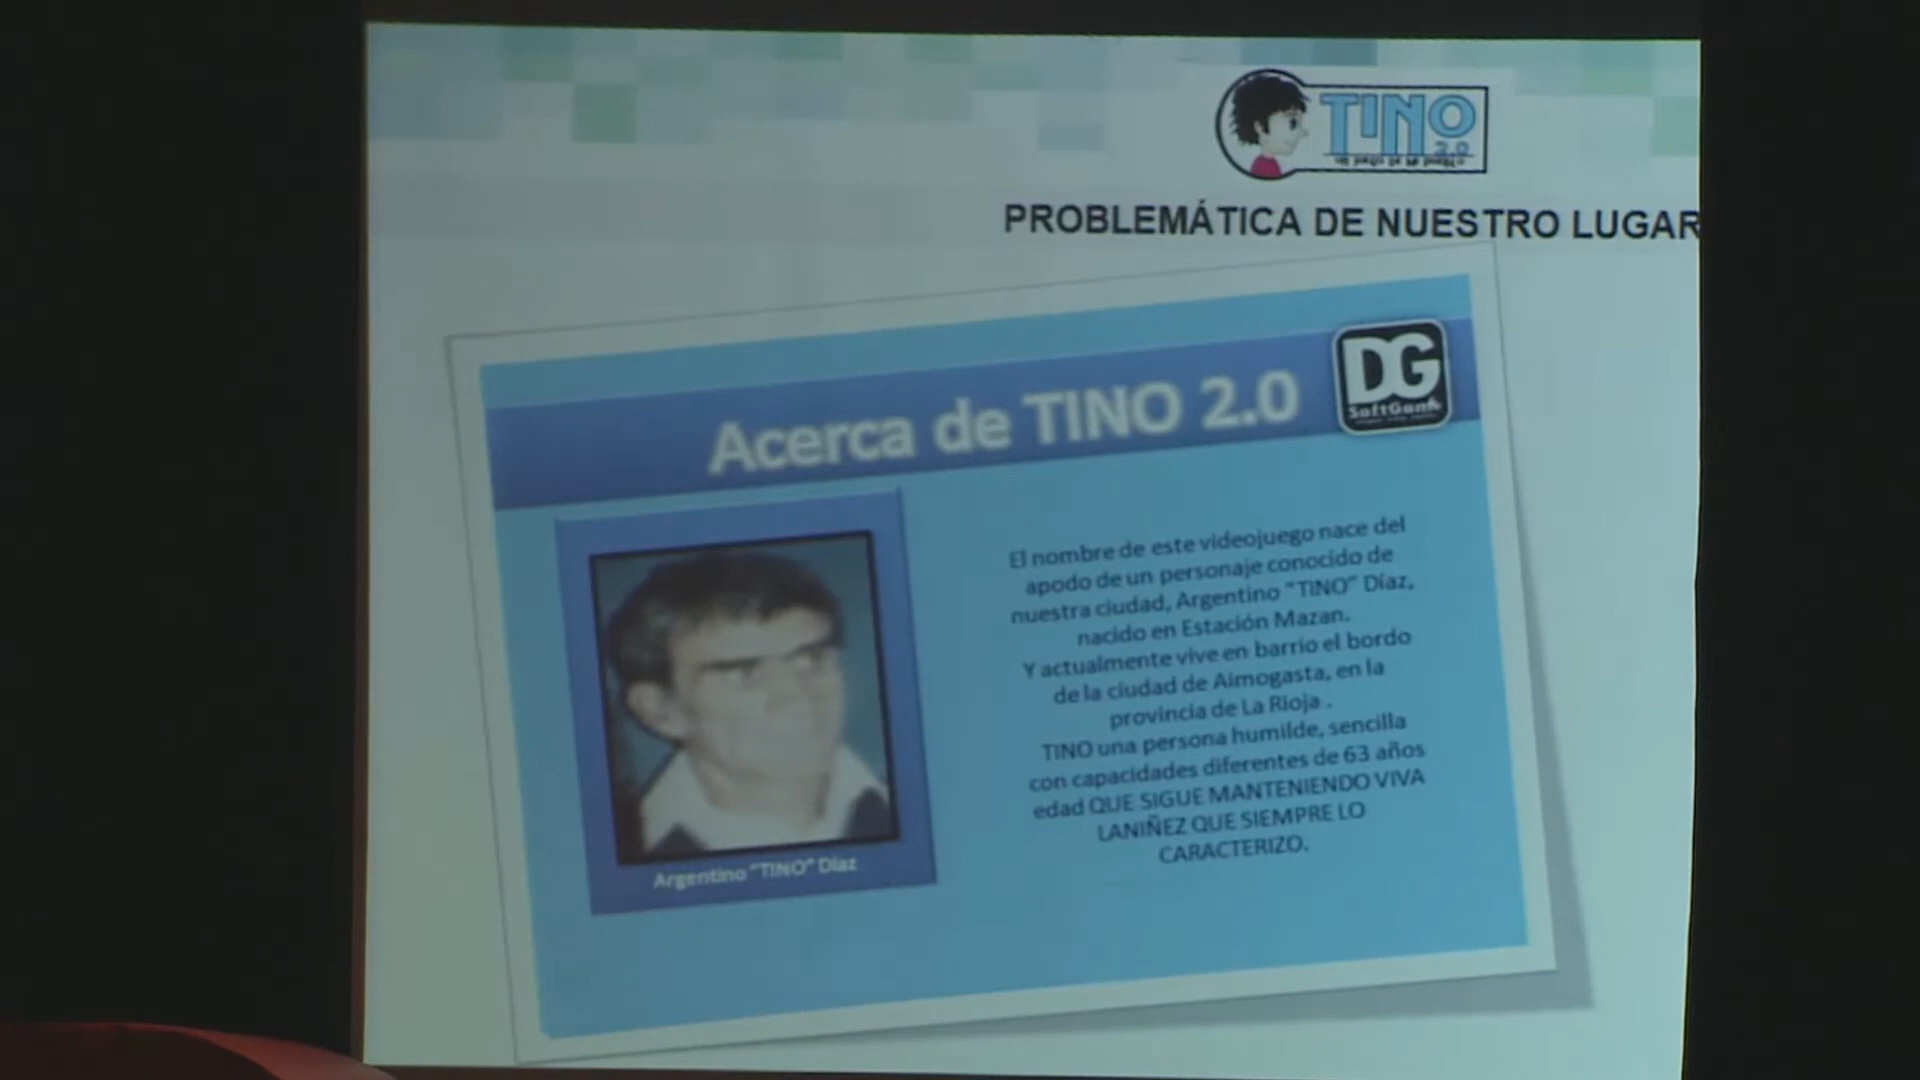 TINO
2.0
PROBLEMÁTICA DE NUESTRO LUGAR
Acerca de TINO 2.0
DG
SoftGam
El nombre de este videojuego nace del
apodo de un personaje conocido de
nuestra ciudad, Argentino "TINO" Díaz,
nacido en Estación Mazan.
Y actualmente vive en barrio el bordo
de la ciudad de Aimogasta, en la
provincia de La Rioja .
TINO una persona humilde, sencilla
con capacidades diferentes de 63 años
edad QUE SIGUE MANTENIENDO VIVA
LANIÑEZ QUE SIEMPRE LO
CARACTERIZO.
Argentino "TINO" Díaz